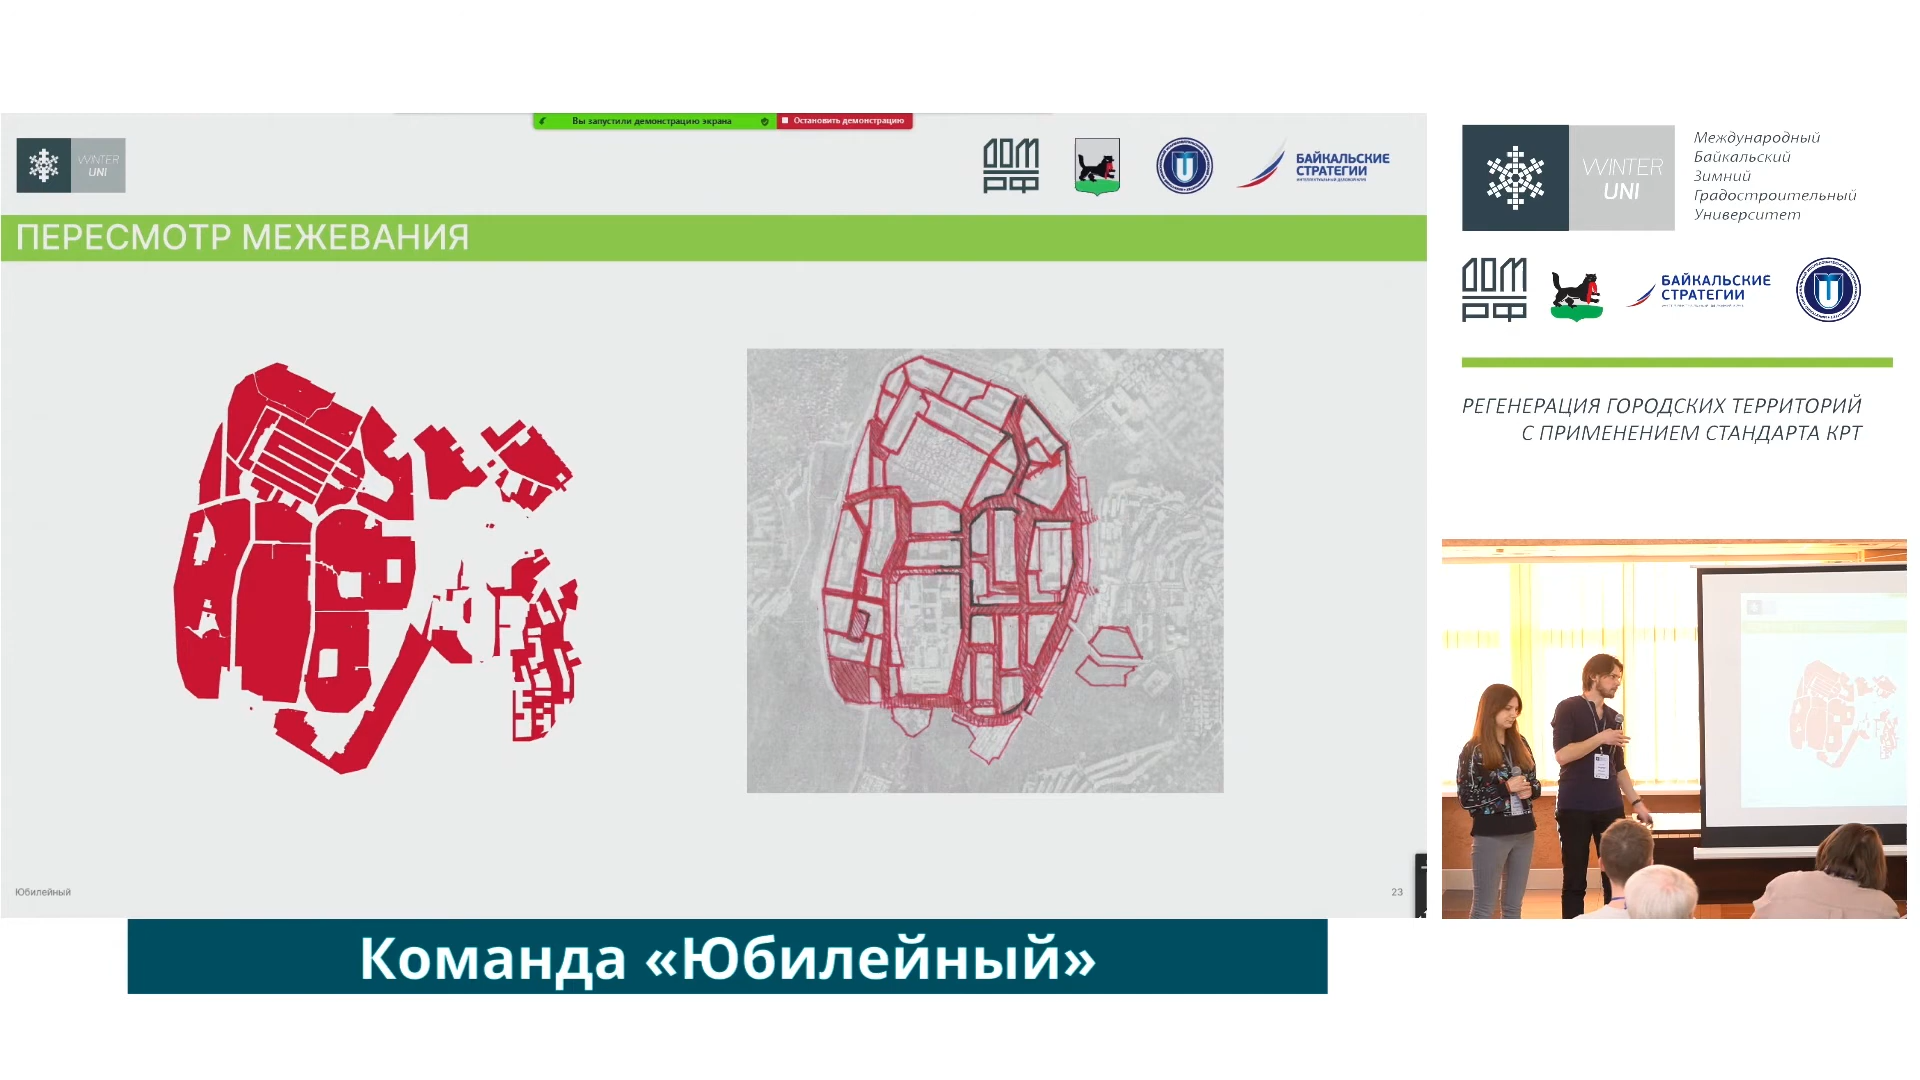 Вы запустили демонстрацию экрана
Остановить демонстрацию
WINTER
UNI
ДОМ
РФ
БАЙКАЛЬСКИЕ
СТРАТЕГИИ
ПЕРЕСМОТР МЕЖЕВАНИЯ
Юбилейный
23
Команда «Юбилейный»
WINTER
UNI
Международный
Байкальский
Зимний
Градостроительный
Университет
ДОМ
РФ
БАЙКАЛЬСКИЕ
СТРАТЕГИИ
РЕГЕНЕРАЦИЯ ГОРОДСКИХ ТЕРРИТОРИЙ
С ПРИМЕНЕНИЕМ СТАНДАРТА КРТ